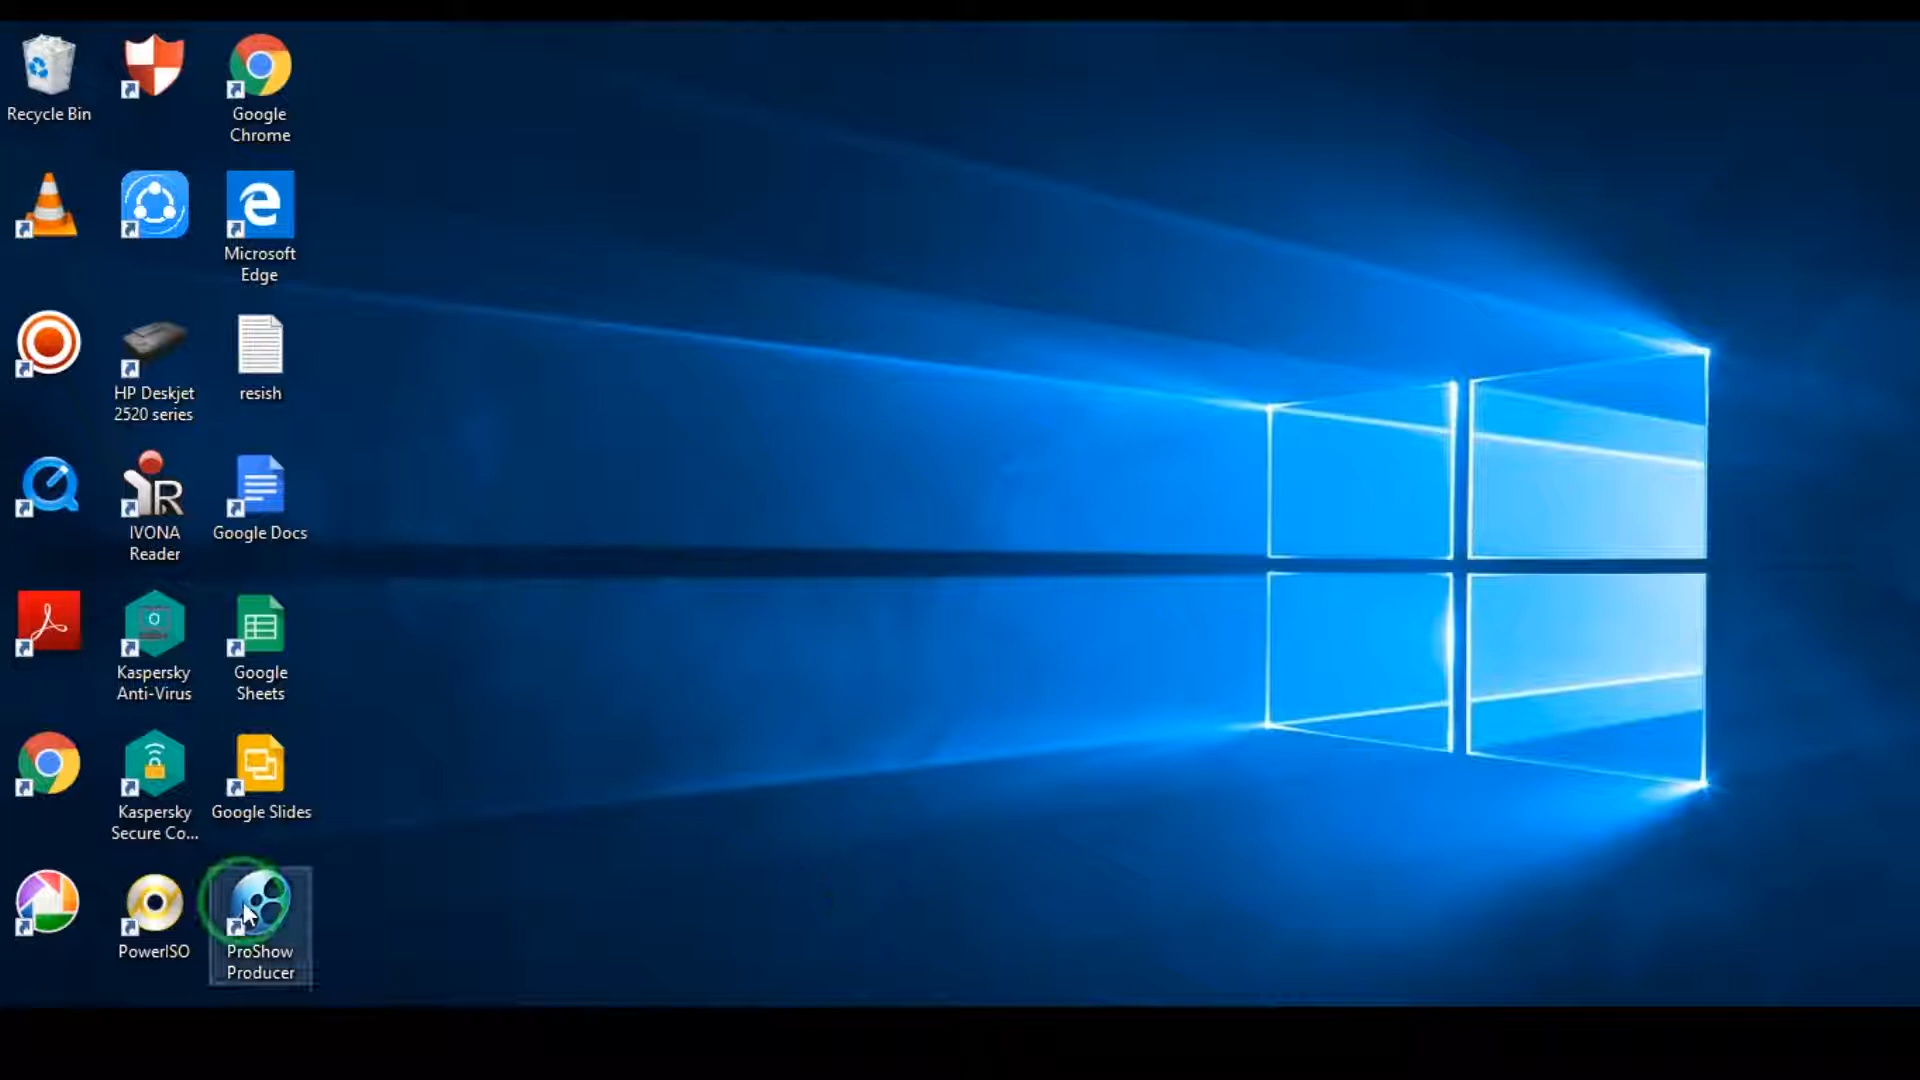 Recycle Bin
Google
Chrome
Microsoft
Edge
HP Deskjet
2520 series
resish
IVONA
Reader
Google Docs
Kaspersky
Anti-Virus
Google
Sheets
Kaspersky
Secure Co...
Google Slides
PowerISO
ProShow
Producer